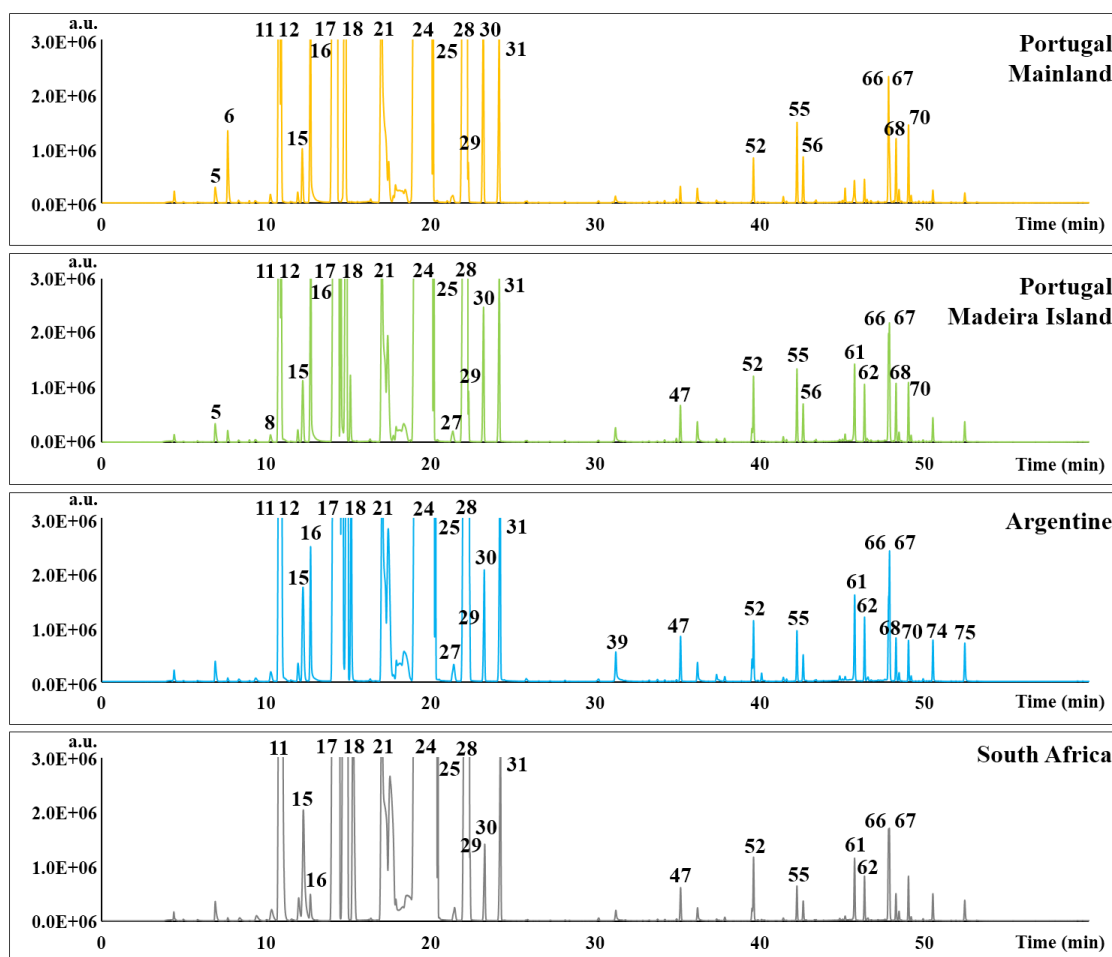 a.u.
11 12 17 18 21 24 28 30
3.0E+06 16 25 31 Portugal
Mainland
2.0E+06 66 67
6 55 70
1.0E+06 15 29 68
52 56
5
0.0E+06
0 10 20 30 40 50 Time (min)
a.u.
11 12 17 18 21 24 28
3.0E+06 16 25 30 31 Portugal
Madeira Island
2.0E+06 66 67
15 29 52 55 61 62 68
1.0E+06 47 56 70
5 8 27
0.0E+06
0 10 20 30 40 50 Time (min)
a.u.
11 12 17 18 21 24 28
3.0E+06 16 25 31 Argentine
30 66 67
2.0E+06
15 29 61
52 55 62
1.0E+06 27 39 47 68 70 74 75
0.0E+06
0 10 20 30 40 50 Time (min)
a.u.
11 17 18 21 24 28
3.0E+06 25 31 South Africa
2.0E+06
15 30 66 67
29 52 61
1.0E+06 16 47 55 62
0.0E+06
0 10 20 30 40 50 Time (min)